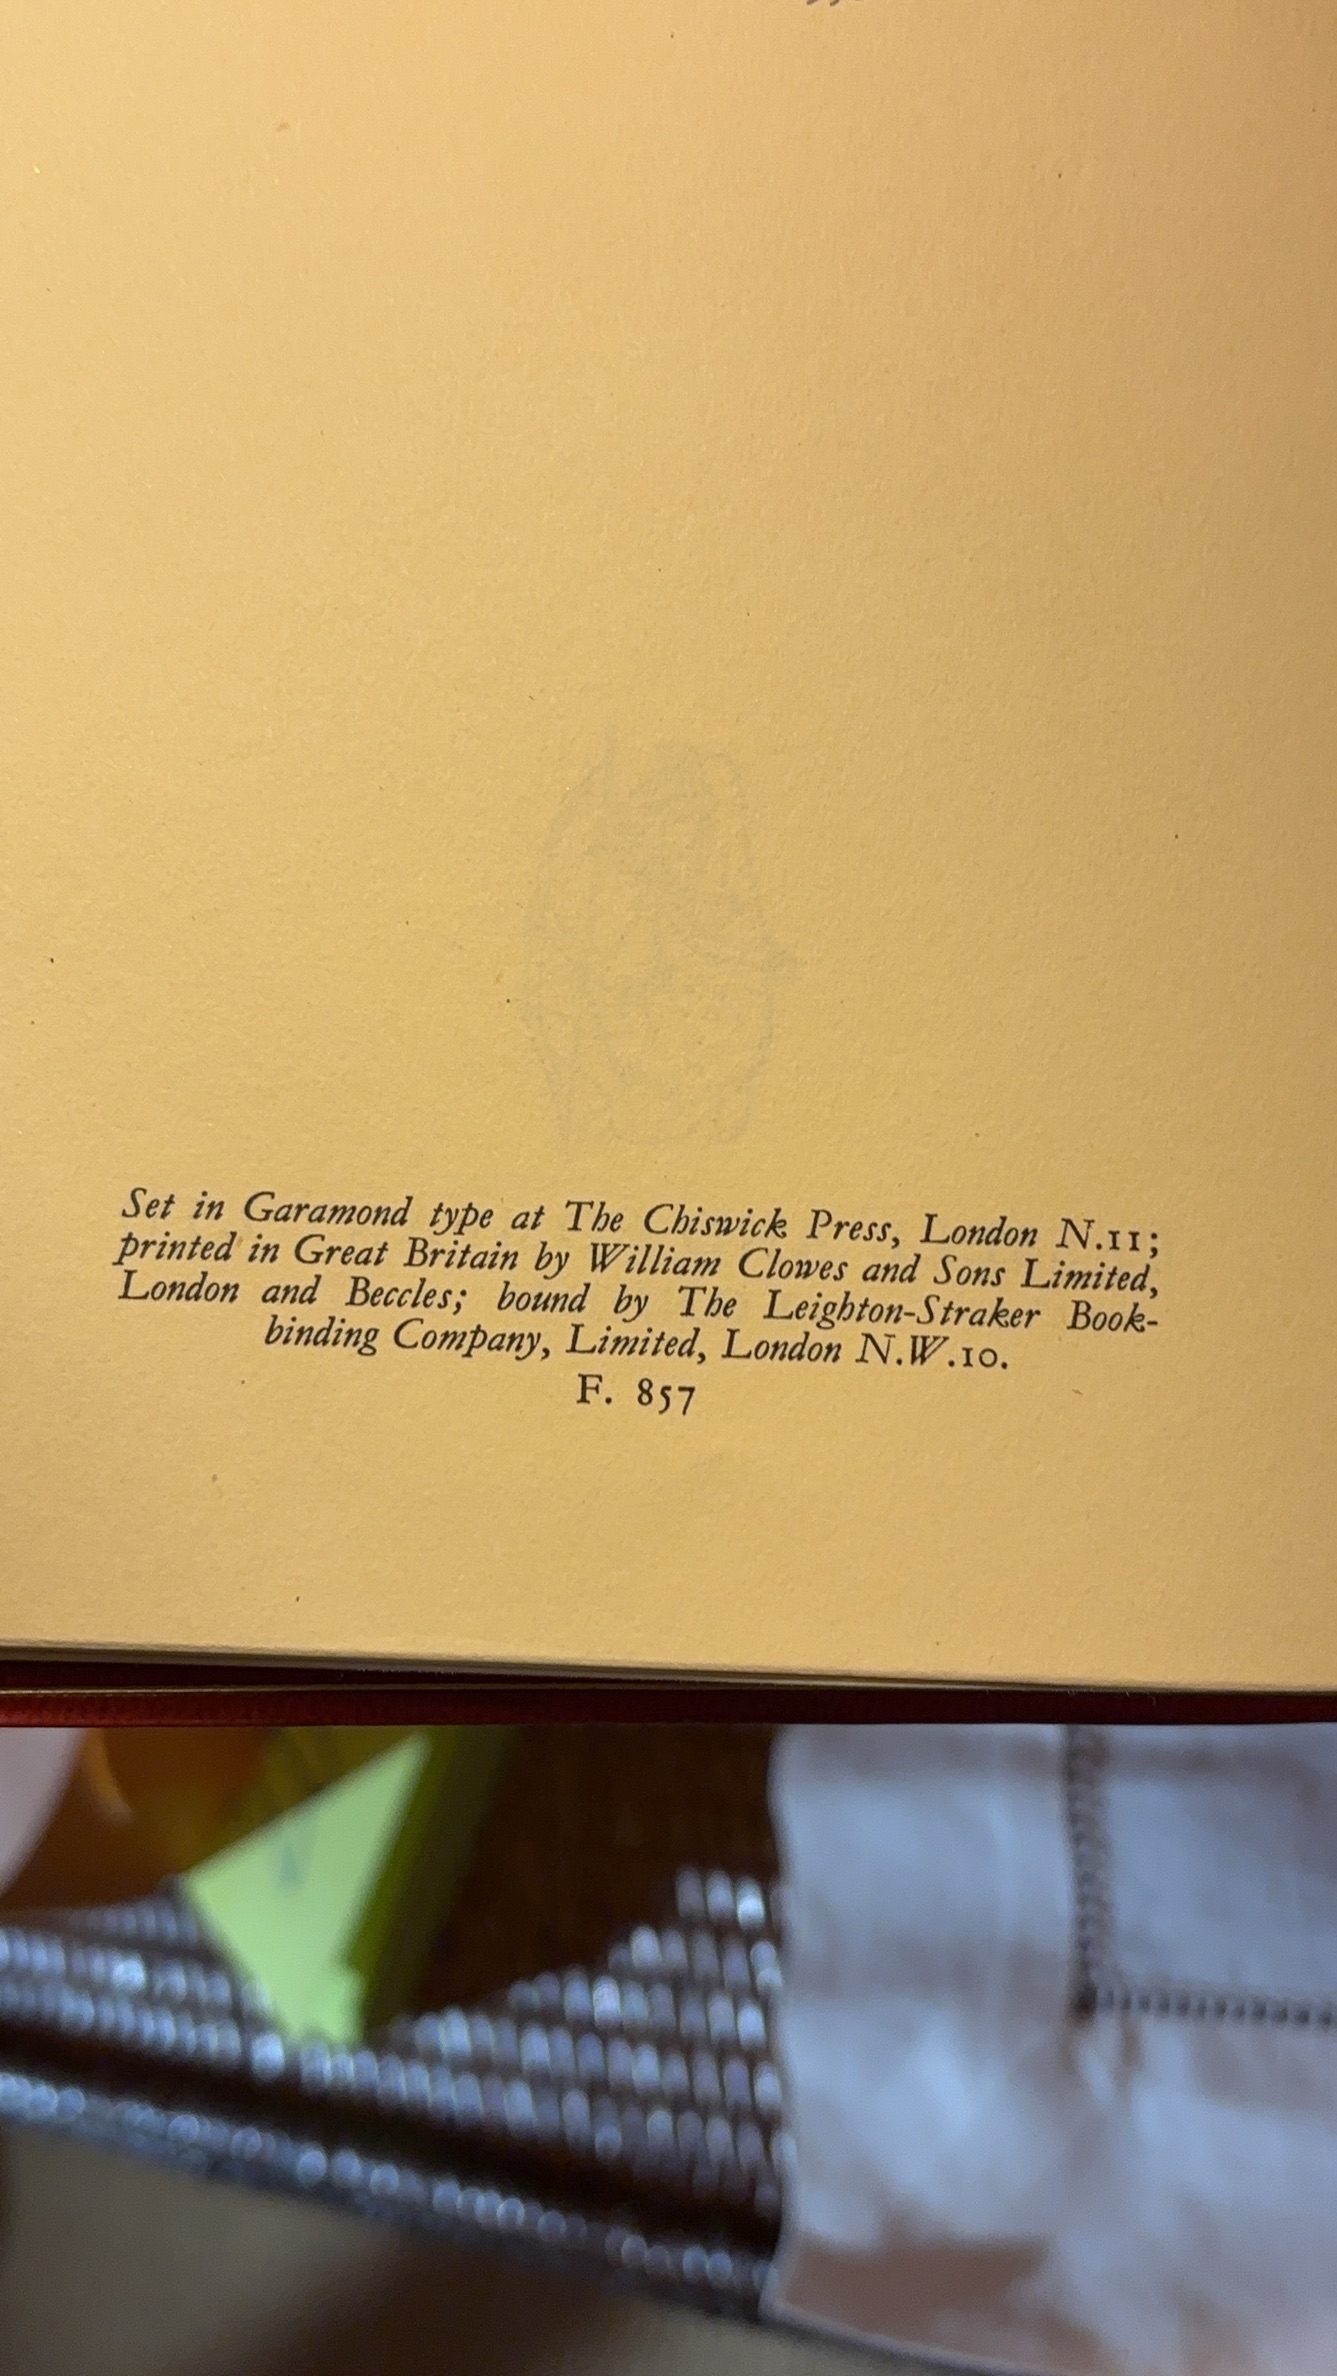 Set in Garamond type at The Chiswick Press, London N.11;
printed in Great Britain by William Clowes and Sons Limited,
London and Beccles; bound by The Leighton-Straker Book-
binding Company, Limited, London N.W.10.
F. 857